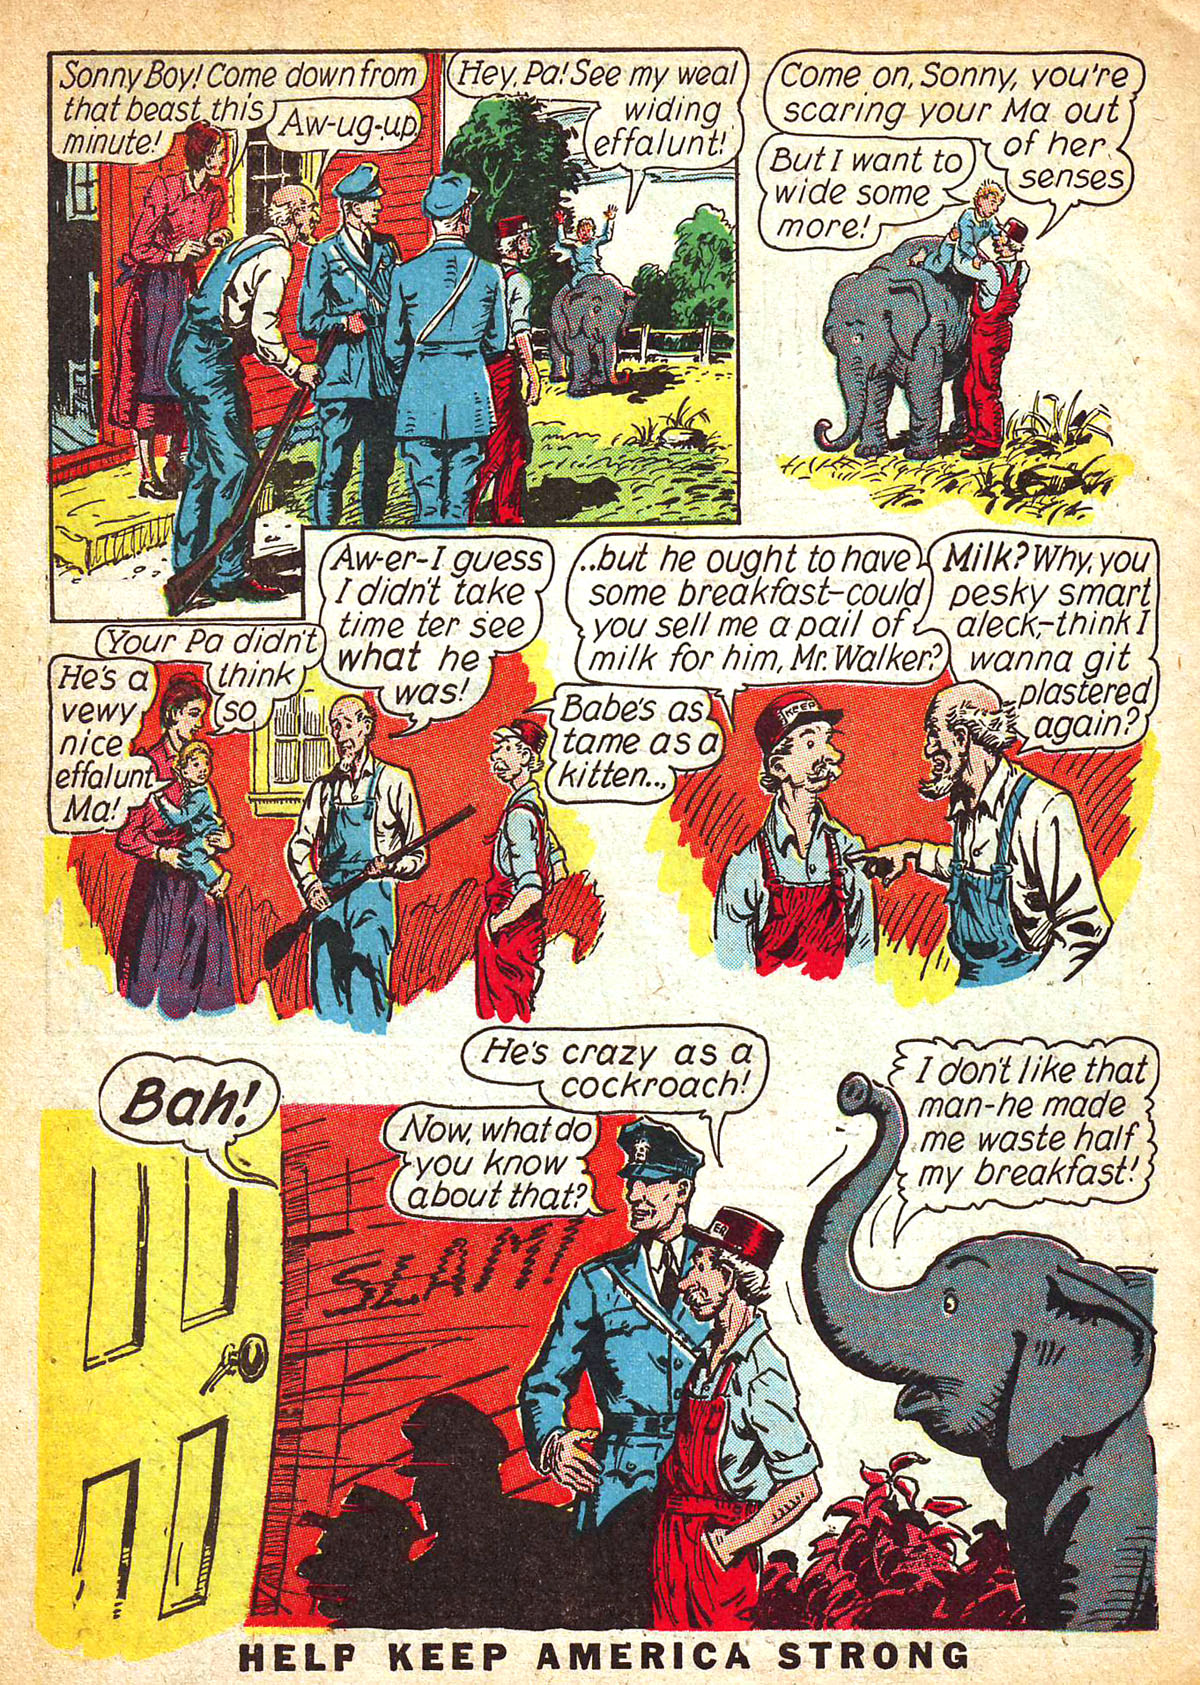 Sonny Boy! Come down from
that beast this
minute!
Aw-ug-up.
Hey, Pa! See my weal
widing
effalunt!
Come on, Sonny, you're
scaring your Ma out
of her
senses
But I want to
wide some
more!
He's a
vewy
nice
effalunt
Ma!
Your Pa didn't
think
so
Aw-er-I guess
I didn't take
time ter see
what he
was!
Babe's as
tame as a
kitten..,
..but he ought to have
some breakfast-could
you sell me a pail of
milk for him, Mr. Walker?
KEEP
Milk? Why, you
pesky smart
aleck,-think I
wanna git
plastered
again?
Bah!
SLAM!!
He's crazy as a
cockroach!
Now, what do
you know
about that?
ER
I don't like that
man-he made
me waste half
my breakfast!
HELP KEEP AMERICA STRONG